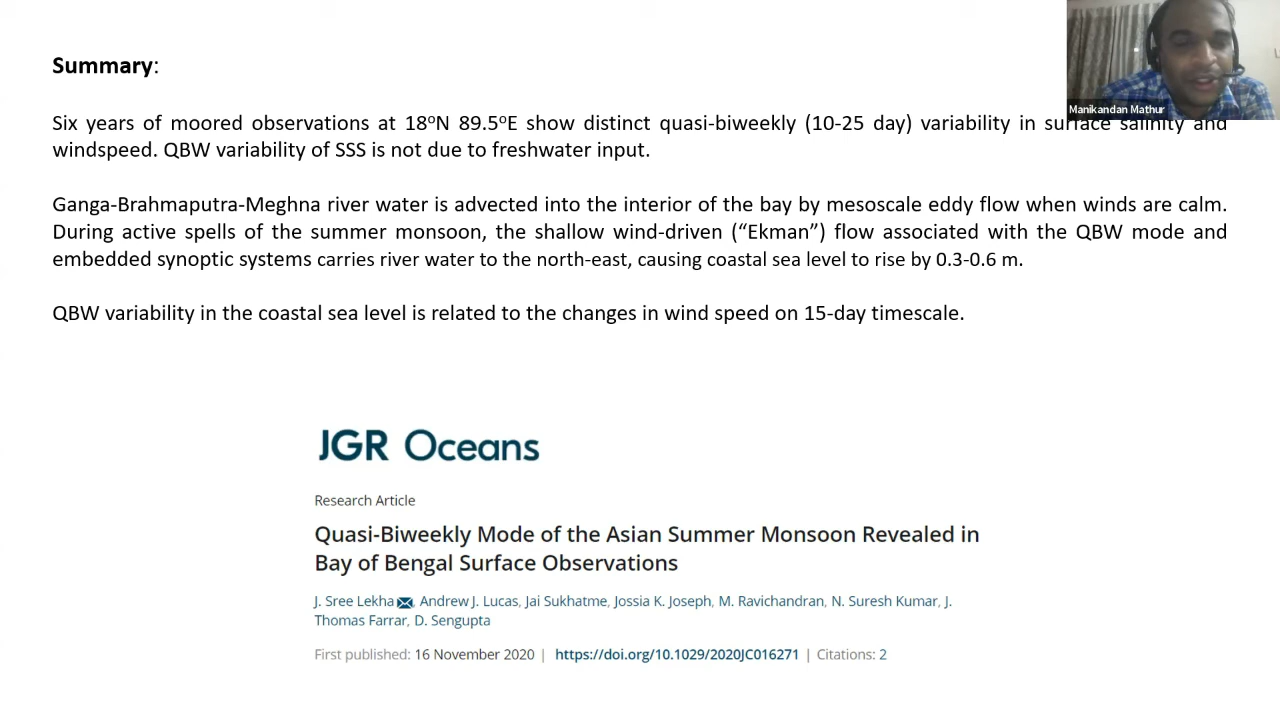 Summary:
Manikandan Mathur
Six years of moored observations at 18°N 89.5°E show distinct quasi-biweekly (10-25 day) variability in surface salinity and
windspeed. QBW variability of SSS is not due to freshwater input.
Ganga-Brahmaputra-Meghna river water is advected into the interior of the bay by mesoscale eddy flow when winds are calm.
During active spells of the summer monsoon, the shallow wind-driven (“Ekman”) flow associated with the QBW mode and
embedded synoptic systems carries river water to the north-east, causing coastal sea level to rise by 0.3-0.6 m.
QBW variability in the coastal sea level is related to the changes in wind speed on 15-day timescale.
JGR Oceans
Research Article
Quasi-Biweekly Mode of the Asian Summer Monsoon Revealed in
Bay of Bengal Surface Observations
J. Sree Lekha, Andrew J. Lucas, Jai Sukhatme, Jossia K. Joseph, M. Ravichandran, N. Suresh Kumar, J.
Thomas Farrar, D. Sengupta
First published: 16 November 2020 | https://doi.org/10.1029/2020JC016271 | Citations: 2